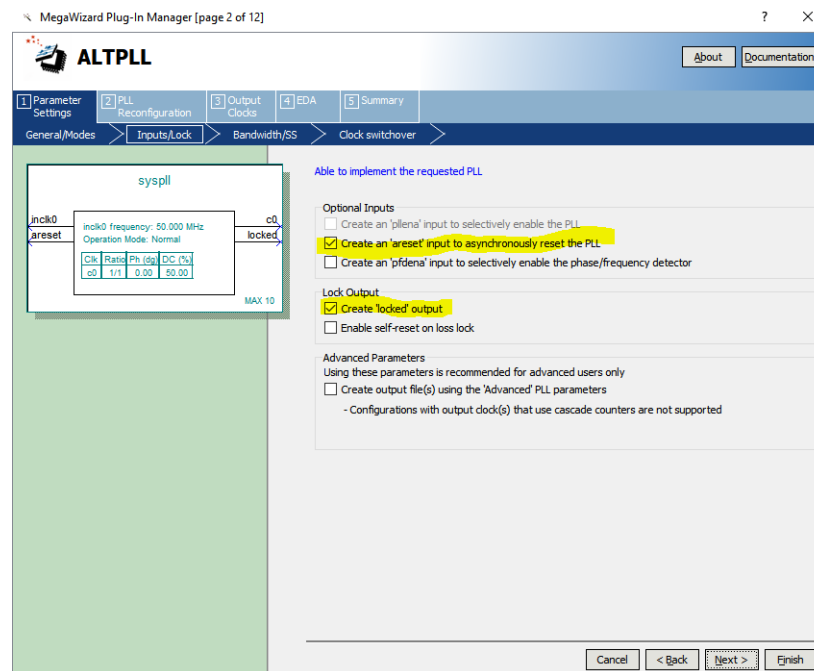 MegaWizard Plug-In Manager [page 2 of 12]
?
ALTPLL
About
Documentation
1 Parameter Settings
2 PLL Reconfiguration
3 Output Clocks
4 EDA
5 Summary
General/Modes
Inputs/Lock
Bandwidth/SS
Clock switchover
syspll
inclk0
areset
inclk0 frequency: 50.000 MHz
Operation Mode: Normal
Clk Ratio Ph (dg) DC (%)
c0 1/1 0.00 50.00
c0
locked
MAX 10
Able to implement the requested PLL
Optional Inputs
Create an 'pllena' input to selectively enable the PLL
Create an 'areset' input to asynchronously reset the PLL
Create an 'pfdena' input to selectively enable the phase/frequency detector
Lock Output
Create 'locked' output
Enable self-reset on loss lock
Advanced Parameters
Using these parameters is recommended for advanced users only
Create output file(s) using the 'Advanced' PLL parameters
- Configurations with output clock(s) that use cascade counters are not supported
Cancel
< Back
Next >
Finish